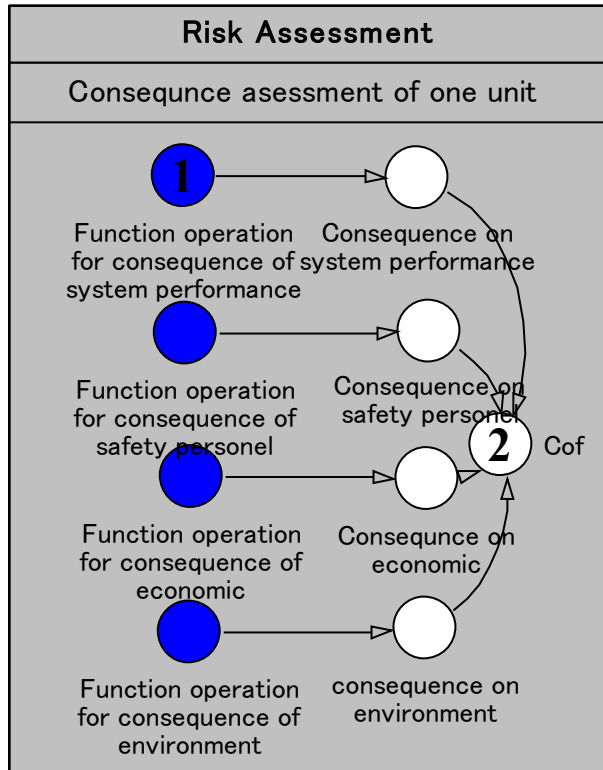 Risk Assessment
Consequnce asessment of one unit
1
Function operation
for consequence of
system performance
Consequence on
system performance
Function operation
for consequence of
safety personel
Consequence on
safety personel
2
Cof
Function operation
for consequence of
economic
Consequnce on
economic
Function operation
for consequence of
environment
consequence on
environment